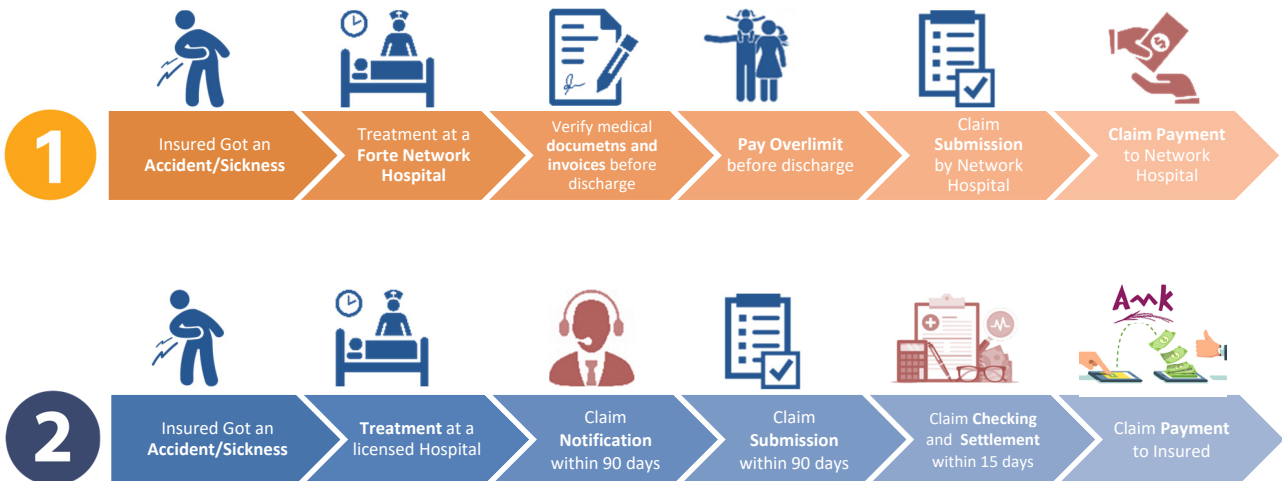 1
Insured Got an
Accident/Sickness
Treatment at a
Forte Network
Hospital
Verify medical
documetns and
invoices before
discharge
Pay Overlimit
before discharge
Claim
Submission
by Network
Hospital
Claim Payment
to Network
Hospital
AMK
2
Insured Got an
Accident/Sickness
Treatment at a
licensed Hospital
Claim
Notification
within 90 days
Claim
Submission
within 90 days
Claim Checking
and Settlement
within 15 days
Claim Payment
to Insured